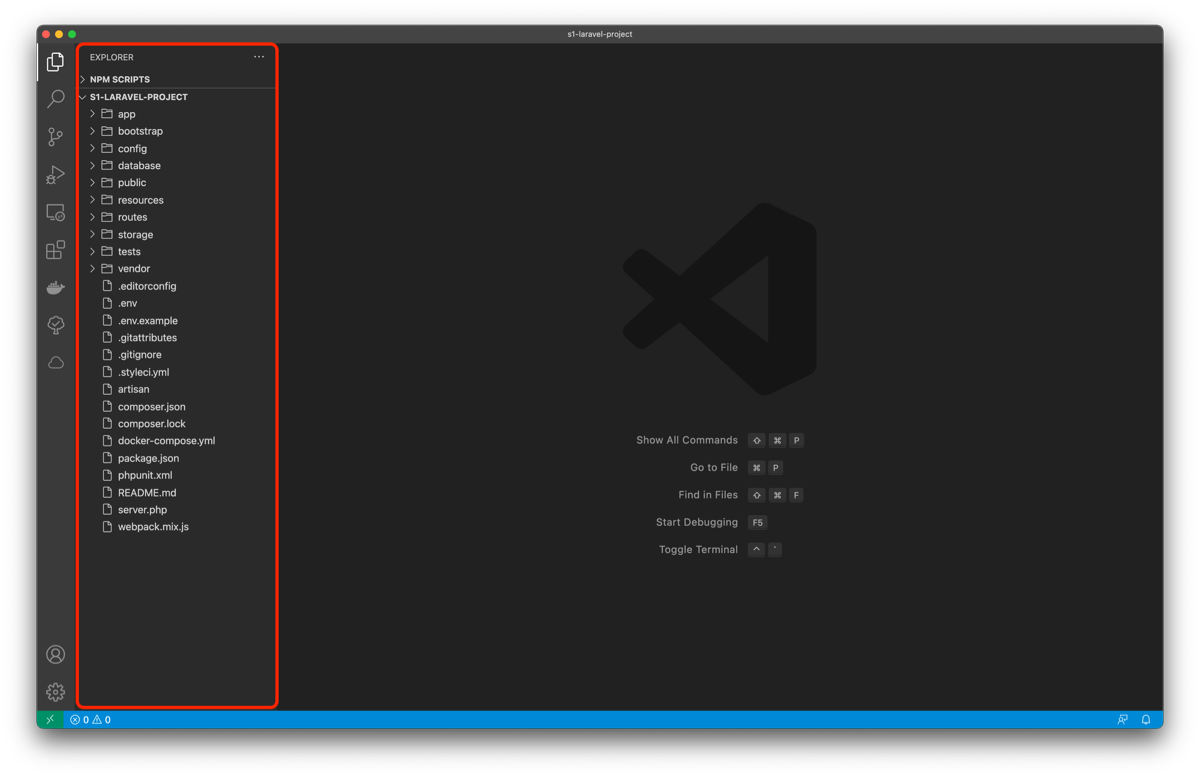 s1-laravel-project
EXPLORER
NPM SCRIPTS
S1-LARAVEL-PROJECT
app
bootstrap
config
database
public
resources
routes
storage
tests
vendor
.editorconfig
.env
.env.example
.gitattributes
.gitignore
.styleci.yml
artisan
composer.json
composer.lock
docker-compose.yml
package.json
phpunit.xml
README.md
server.php
webpack.mix.js
Show All Commands ⇧ ⌘ P
Go to File ⌘ P
Find in Files ⇧ ⌘ F
Start Debugging F5
Toggle Terminal ^ `
0 0